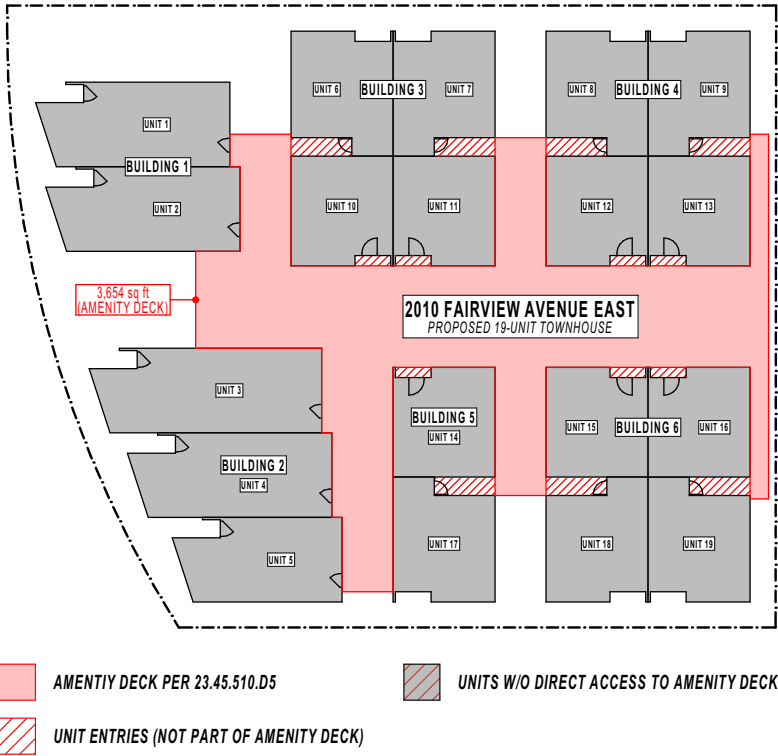 UNIT 6
BUILDING 3
UNIT 7
UNIT 8
BUILDING 4
UNIT 9
UNIT 1
BUILDING 1
UNIT 2
UNIT 10
UNIT 11
UNIT 12
UNIT 13
3,654 sq ft
(AMENITY DECK)
2010 FAIRVIEW AVENUE EAST
PROPOSED 19-UNIT TOWNHOUSE
UNIT 3
BUILDING 5
UNIT 14
UNIT 15
BUILDING 6
UNIT 16
BUILDING 2
UNIT 4
UNIT 5
UNIT 17
UNIT 18
UNIT 19
AMENTIY DECK PER 23.45.510.D5
UNITS W/O DIRECT ACCESS TO AMENITY DECK
UNIT ENTRIES (NOT PART OF AMENITY DECK)